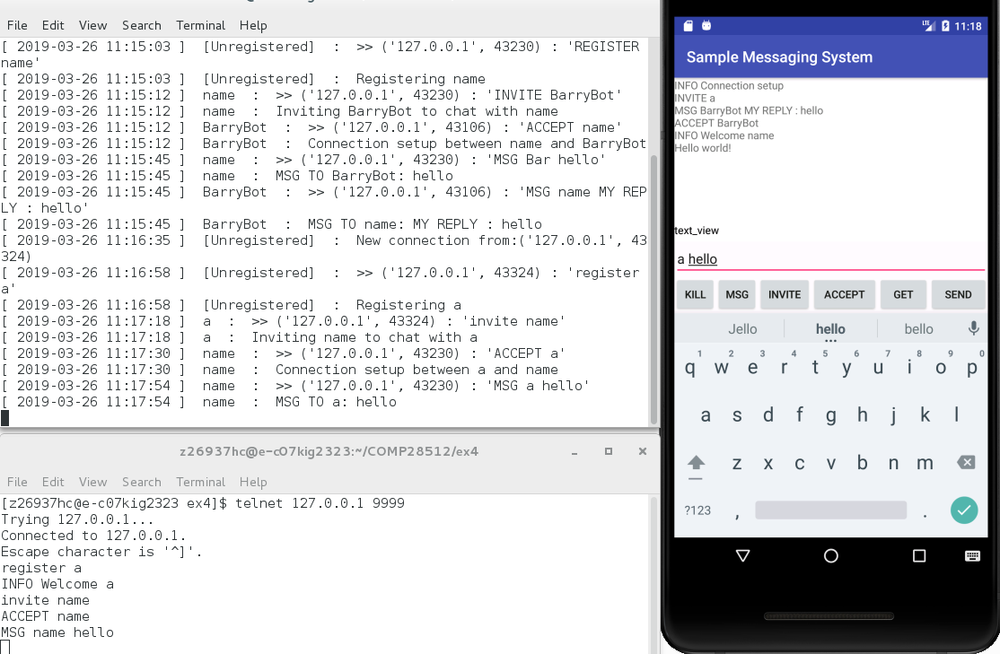 File Edit View Search Terminal Help
[ 2019-03-26 11:15:03 ] [Unregistered] : >> ('127.0.0.1', 43230) : 'REGISTER
name'
[ 2019-03-26 11:15:03 ] [Unregistered] : Registering name
[ 2019-03-26 11:15:12 ] name : >> ('127.0.0.1', 43230) : 'INVITE BarryBot'
[ 2019-03-26 11:15:12 ] name : Inviting BarryBot to chat with name
[ 2019-03-26 11:15:12 ] BarryBot : >> ('127.0.0.1', 43106) : 'ACCEPT name'
[ 2019-03-26 11:15:12 ] BarryBot : Connection setup between name and BarryBot
[ 2019-03-26 11:15:45 ] name : >> ('127.0.0.1', 43230) : 'MSG Bar hello'
[ 2019-03-26 11:15:45 ] name : MSG TO BarryBot: hello
[ 2019-03-26 11:15:45 ] BarryBot : >> ('127.0.0.1', 43106) : 'MSG name MY REP
LY : hello'
[ 2019-03-26 11:15:45 ] BarryBot : MSG TO name: MY REPLY : hello
[ 2019-03-26 11:16:35 ] [Unregistered] : New connection from:('127.0.0.1', 43
324)
[ 2019-03-26 11:16:58 ] [Unregistered] : >> ('127.0.0.1', 43324) : 'register
a'
[ 2019-03-26 11:16:58 ] [Unregistered] : Registering a
[ 2019-03-26 11:17:18 ] a : >> ('127.0.0.1', 43324) : 'invite name'
[ 2019-03-26 11:17:18 ] a : Inviting name to chat with a
[ 2019-03-26 11:17:30 ] name : >> ('127.0.0.1', 43230) : 'ACCEPT a'
[ 2019-03-26 11:17:30 ] name : Connection setup between a and name
[ 2019-03-26 11:17:54 ] name : >> ('127.0.0.1', 43230) : 'MSG a hello'
[ 2019-03-26 11:17:54 ] name : MSG TO a: hello
z26937hc@e-c07kig2323:~/COMP28512/ex4
File Edit View Search Terminal Help
[z26937hc@e-c07kig2323 ex4]$ telnet 127.0.0.1 9999
Trying 127.0.0.1...
Connected to 127.0.0.1.
Escape character is '^]'.
register a
INFO Welcome a
invite name
ACCEPT name
MSG name hello
LTE 11:18
Sample Messaging System
INFO Connection setup
INVITE a
MSG BarryBot MY REPLY : hello
ACCEPT BarryBot
INFO Welcome name
Hello world!
text_view
a hello
KILL MSG INVITE ACCEPT GET SEND
Jello hello bello
1 2 3 4 5 6 7 8 9 0
q w e r t y u i o p
a s d f g h j k l
z x c v b n m
?123 , .